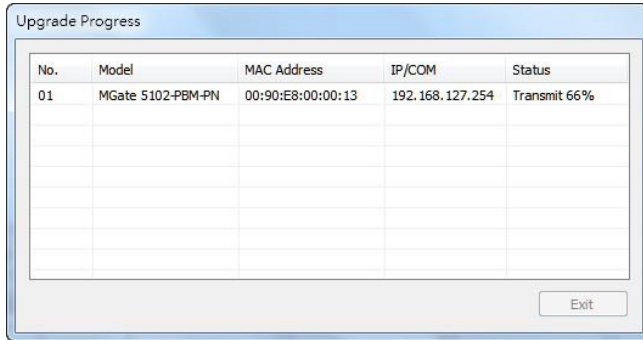 Upgrade Progress
No. Model MAC Address IP/COM Status
01 MGate 5102-PBM-PN 00:90:E8:00:00:13 192.168.127.254 Transmit 66%
Exit